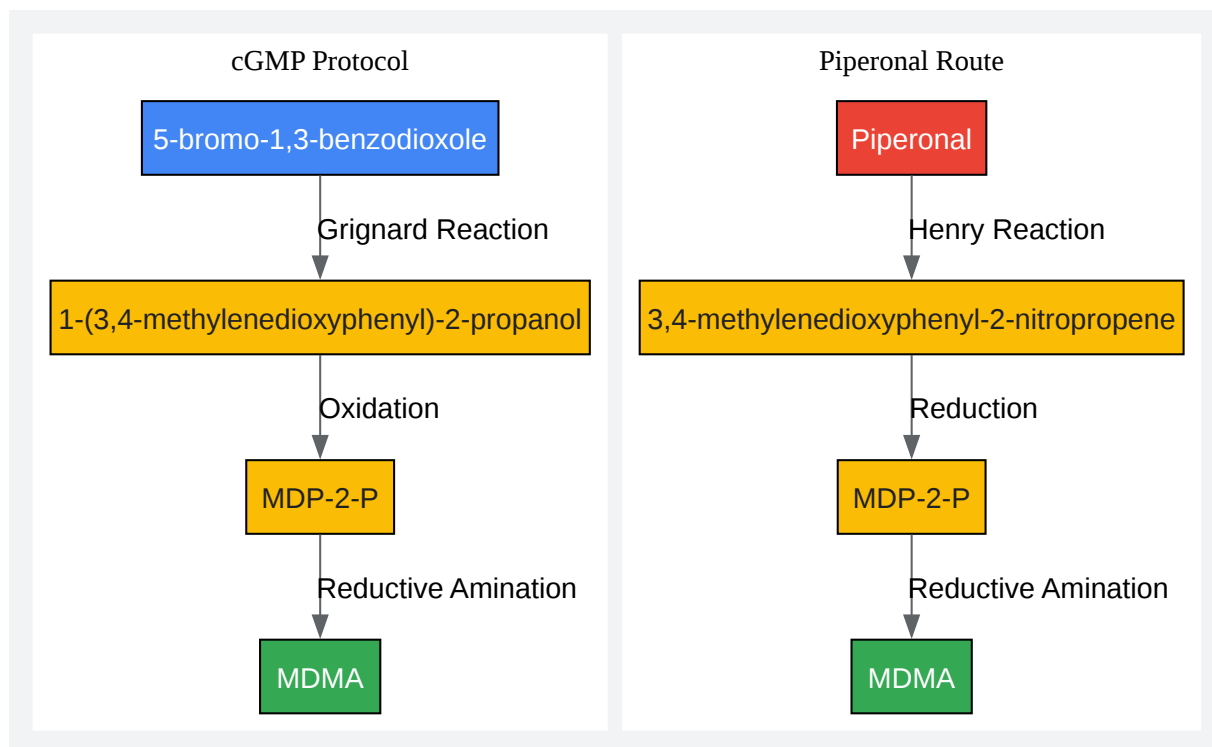 cGMP Protocol
5-bromo-1,3-benzodioxole
Grignard Reaction
1-(3,4-methylenedioxyphenyl)-2-propanol
Oxidation
MDP-2-P
Reductive Amination
MDMA
Piperonal Route
Piperonal
Henry Reaction
3,4-methylenedioxyphenyl-2-nitropropene
Reduction
MDP-2-P
Reductive Amination
MDMA